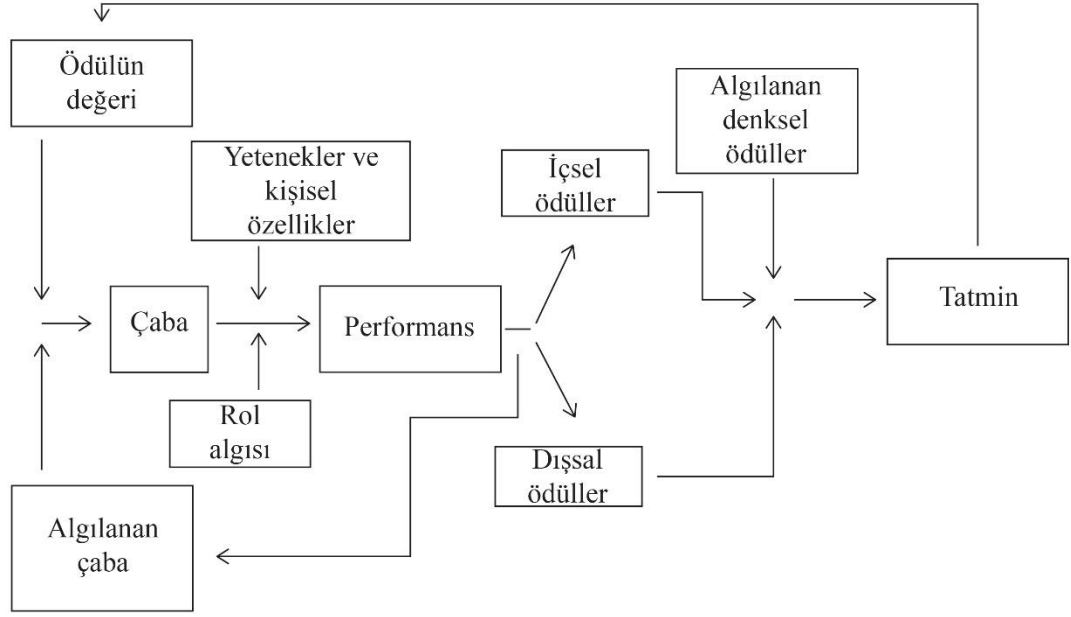 Ödülün
değeri
Yetenekler ve
kişisel
özellikler
Algılanan
denksel
ödüller
İçsel
ödüller
Çaba
Performans
Tatmin
Rol
algısı
Dışsal
ödüller
Algılanan
çaba